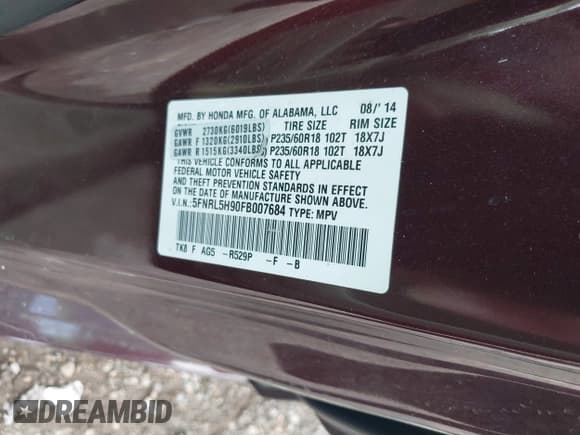 MFD. BY HONDA MFG. OF ALABAMA, LLC 08/' 14
GVWR 2730KG(6019LBS) TIRE SIZE RIM SIZE
GAWR F 1320KG(2910LBS) P235/60R18 102T 18X7J
GAWR R 1515KG(3340LBS) P235/60R18 102T 18X7J
THIS VEHICLE CONFORMS TO ALL APPLICABLE
FEDERAL MOTOR VEHICLE SAFETY
AND THEFT PREVENTION STANDARDS IN EFFECT
ON THE DATE OF MANUFACTURE SHOWN ABOVE.
V.I.N.:5FNRL5H90FB007684 TYPE: MPV
TK8 F AG5 -R529P -F -B
DREAMBID